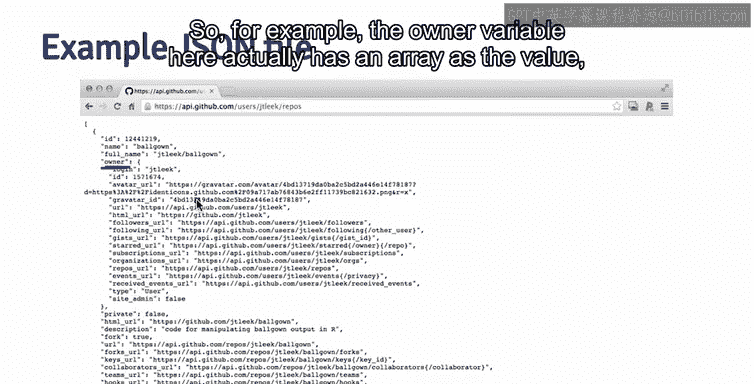 So, for example, the owner variable
here actually has an array as the value,
Example JSON file
https://api.github.com/users/jtleek/repos
[
{
"id": 12441219,
"name": "ballgown",
"full_name": "jtleek/ballgown",
"owner": {
"login": "jtleek",
"id": 1571674,
"gravatar_id": "4bd13719da0ba2c5bd2a446e14f78187",
"url": "https://api.github.com/users/jtleek",
"html_url": "https://github.com/jtleek",
"followers_url": "https://api.github.com/users/jtleek/followers",
"following_url": "https://api.github.com/users/jtleek/following{/other_user}",
"gists_url": "https://api.github.com/users/jtleek/gists{/gist_id}",
"starred_url": "https://api.github.com/users/jtleek/starred{/owner}{/repo}",
"subscriptions_url": "https://api.github.com/users/jtleek/subscriptions",
"organizations_url": "https://api.github.com/users/jtleek/orgs",
"repos_url": "https://api.github.com/users/jtleek/repos",
"events_url": "https://api.github.com/users/jtleek/events{/privacy}",
"received_events_url": "https://api.github.com/users/jtleek/received_events",
"type": "User",
"site_admin": false
},
"private": false,
"html_url": "https://github.com/jtleek/ballgown",
"description": "code for manipulating ballgown output in R",
"fork": true,
"url": "https://api.github.com/repos/jtleek/ballgown",
"forks_url": "https://api.github.com/repos/jtleek/ballgown/forks",
"keys_url": "https://api.github.com/repos/jtleek/ballgown/keys{/key_id}",
"collaborators_url": "https://api.github.com/repos/jtleek/ballgown/collaborators{/collaborator}",
"teams_url": "https://api.github.com/repos/jtleek/ballgown/teams",
"hooks_url": "https://api.github.com/repos/jtleek/ballgown/hooks",